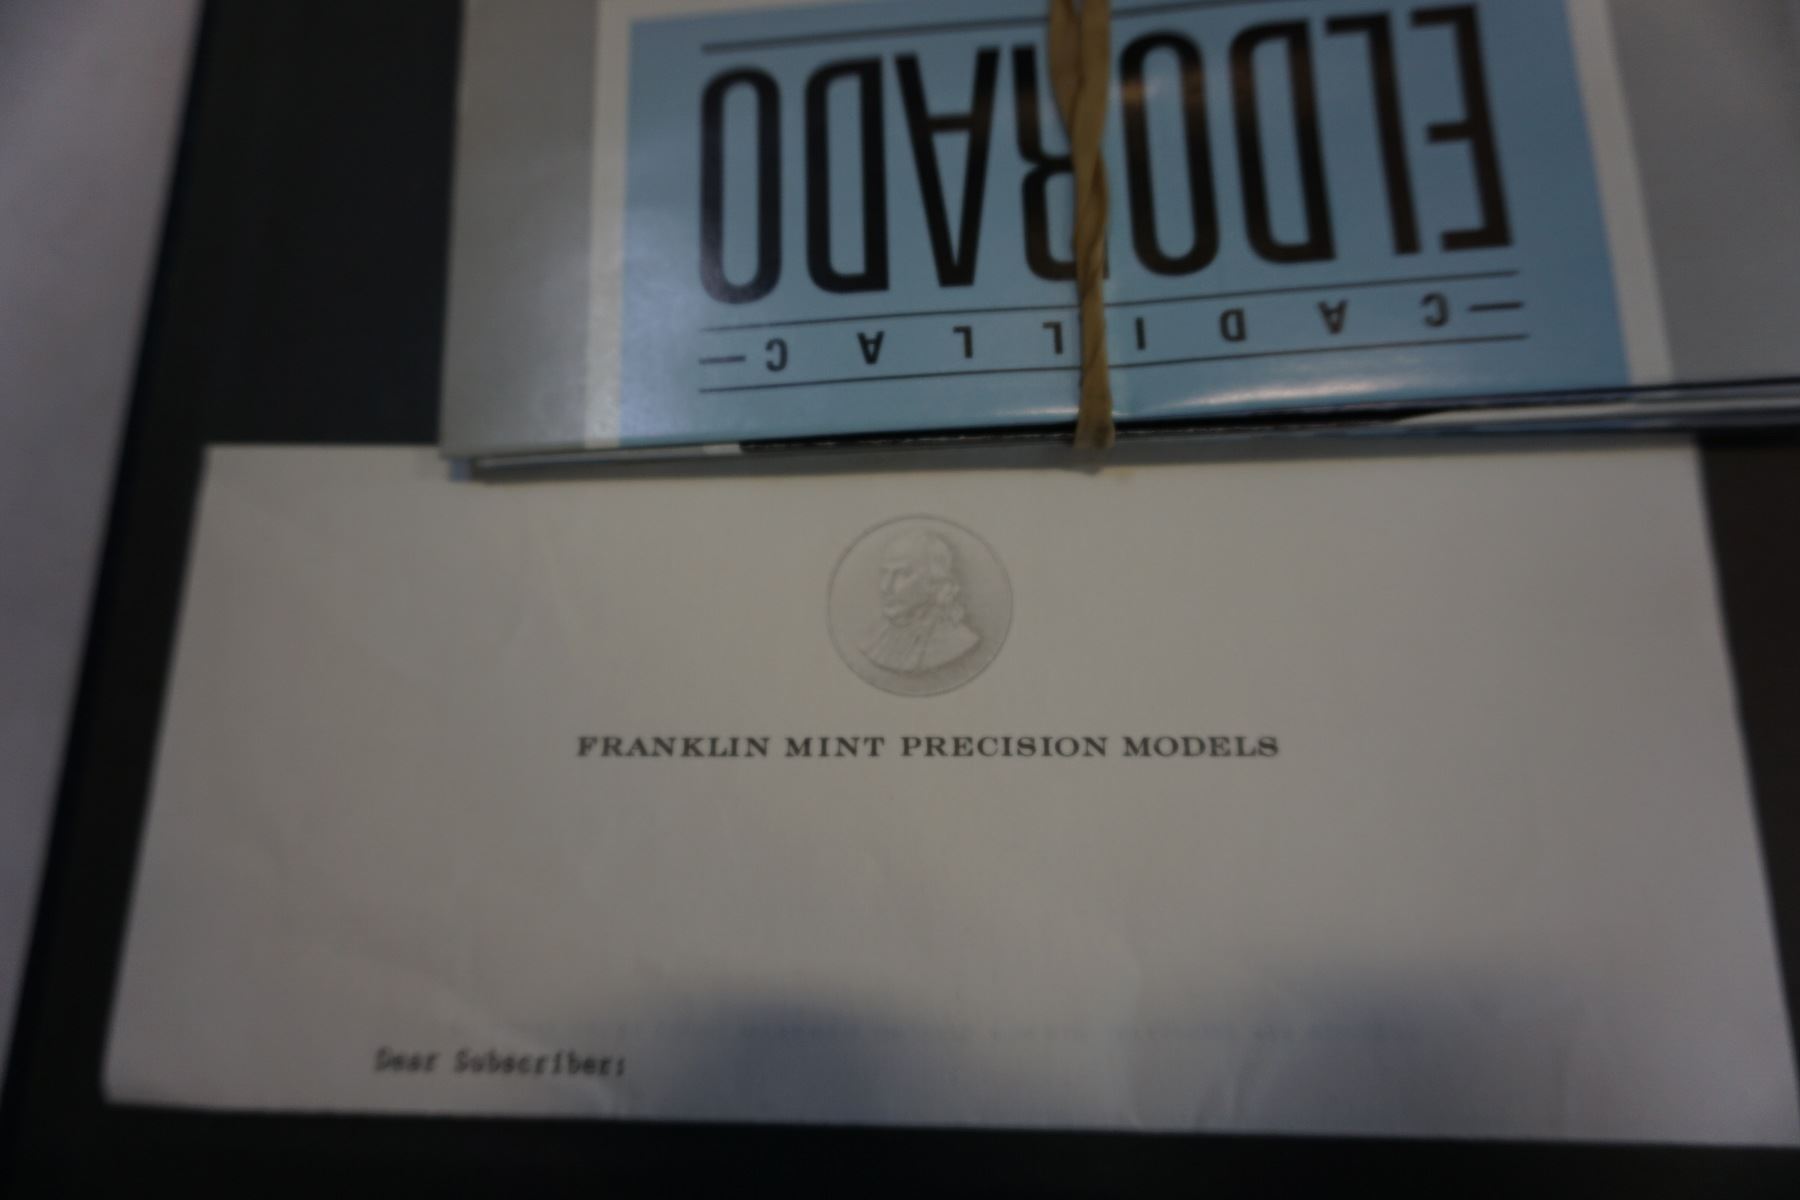 ELDORADO
CADILLAC
FRANKLIN MINT PRECISION MODELS
Dear Subscriber: